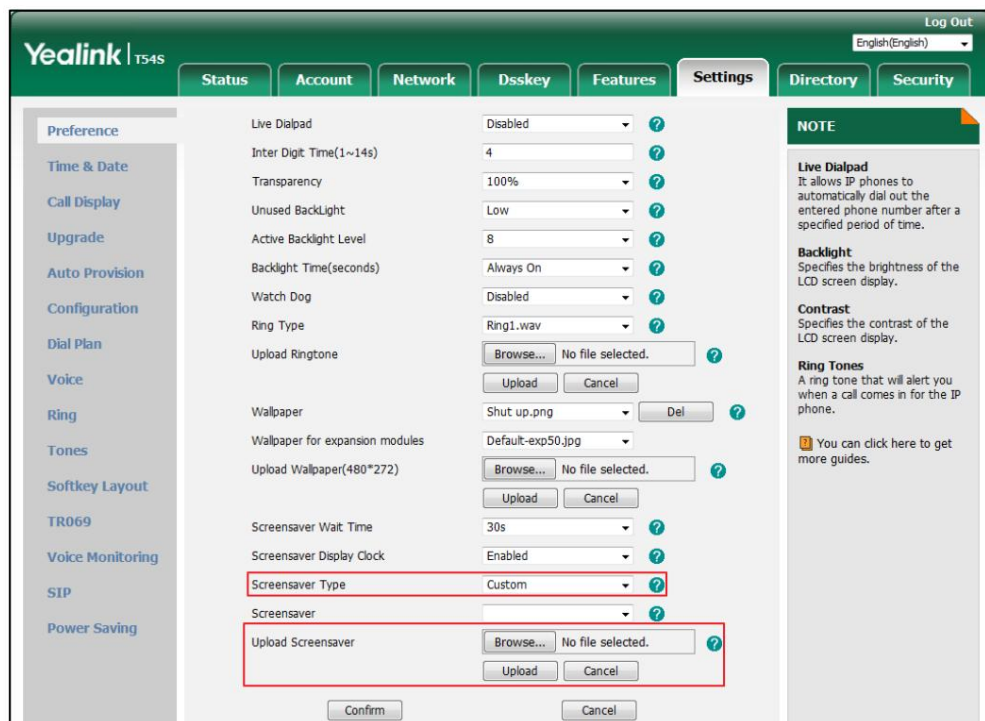 Log Out
Yealink T54S
English(English)
Status Account Network Dsskey Features Settings Directory Security
Preference
Time & Date
Call Display
Upgrade
Auto Provision
Configuration
Dial Plan
Voice
Ring
Tones
Softkey Layout
TR069
Voice Monitoring
SIP
Power Saving
Live Dialpad Disabled ?
Inter Digit Time(1~14s) 4 ?
Transparency 100% ?
Unused BackLight Low ?
Active Backlight Level 8 ?
Backlight Time(seconds) Always On ?
Watch Dog Disabled ?
Ring Type Ring1.wav ?
Upload Ringtone Browse... No file selected. ?
Upload Cancel
Wallpaper Shut up.png Del ?
Wallpaper for expansion modules Default-exp50.jpg
Upload Wallpaper(480*272) Browse... No file selected. ?
Upload Cancel
Screensaver Wait Time 30s ?
Screensaver Display Clock Enabled ?
Screensaver Type Custom ?
Screensaver ?
Upload Screensaver Browse... No file selected. ?
Upload Cancel
Confirm Cancel
NOTE
Live Dialpad
It allows IP phones to
automatically dial out the
entered phone number after a
specified period of time.
Backlight
Specifies the brightness of the
LCD screen display.
Contrast
Specifies the contrast of the
LCD screen display.
Ring Tones
A ring tone that will alert you
when a call comes in for the IP
phone.
? You can click here to get
more guides.